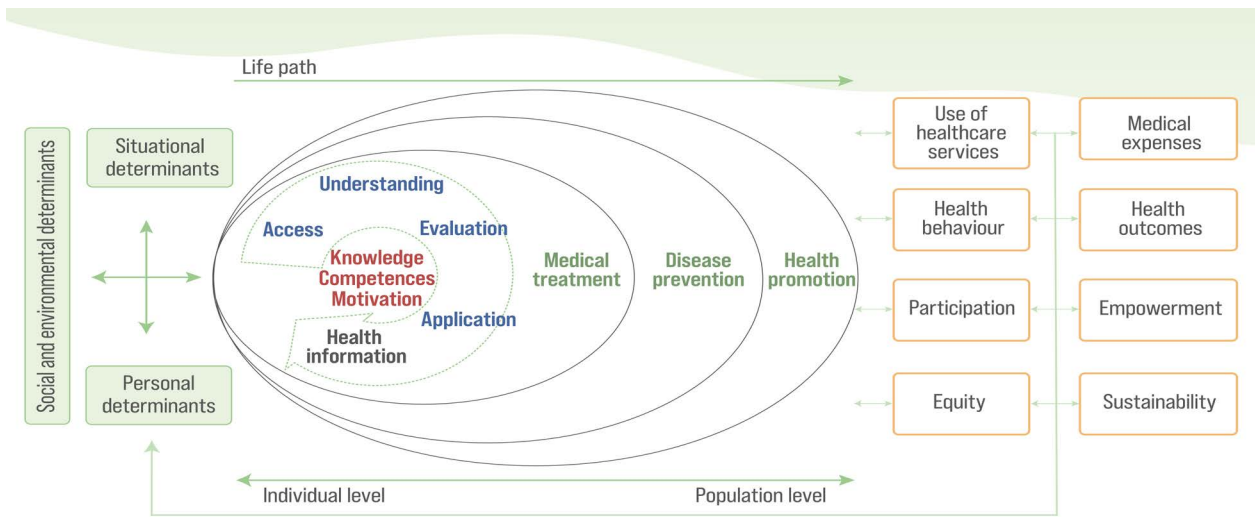 Life path
Social and environmental determinants
Situational
determinants
Personal
determinants
Understanding
Access
Evaluation
Knowledge
Competences
Motivation
Application
Health
information
Medical
treatment
Disease
prevention
Health
promotion
Use of
healthcare
services
Medical
expenses
Health
behaviour
Health
outcomes
Participation
Empowerment
Equity
Sustainability
Individual level
Population level